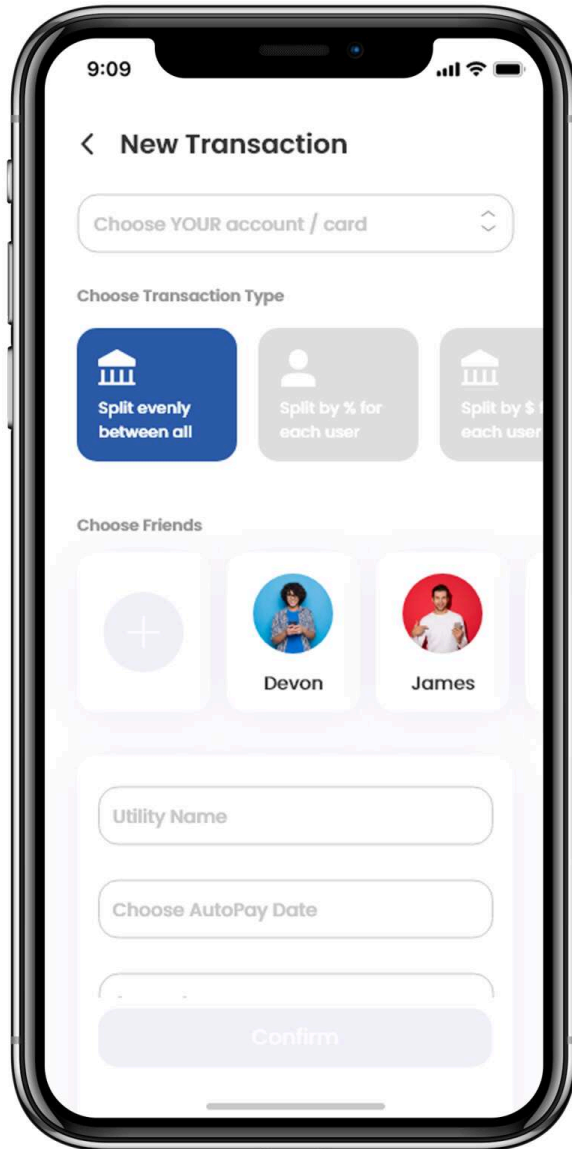 9:09
New Transaction
Choose YOUR account / card
Choose Transaction Type
Split evenly
between all
Split by % for
each user
Split by $ f
each user
Choose Friends
Devon
James
Utility Name
Choose AutoPay Date
Confirm